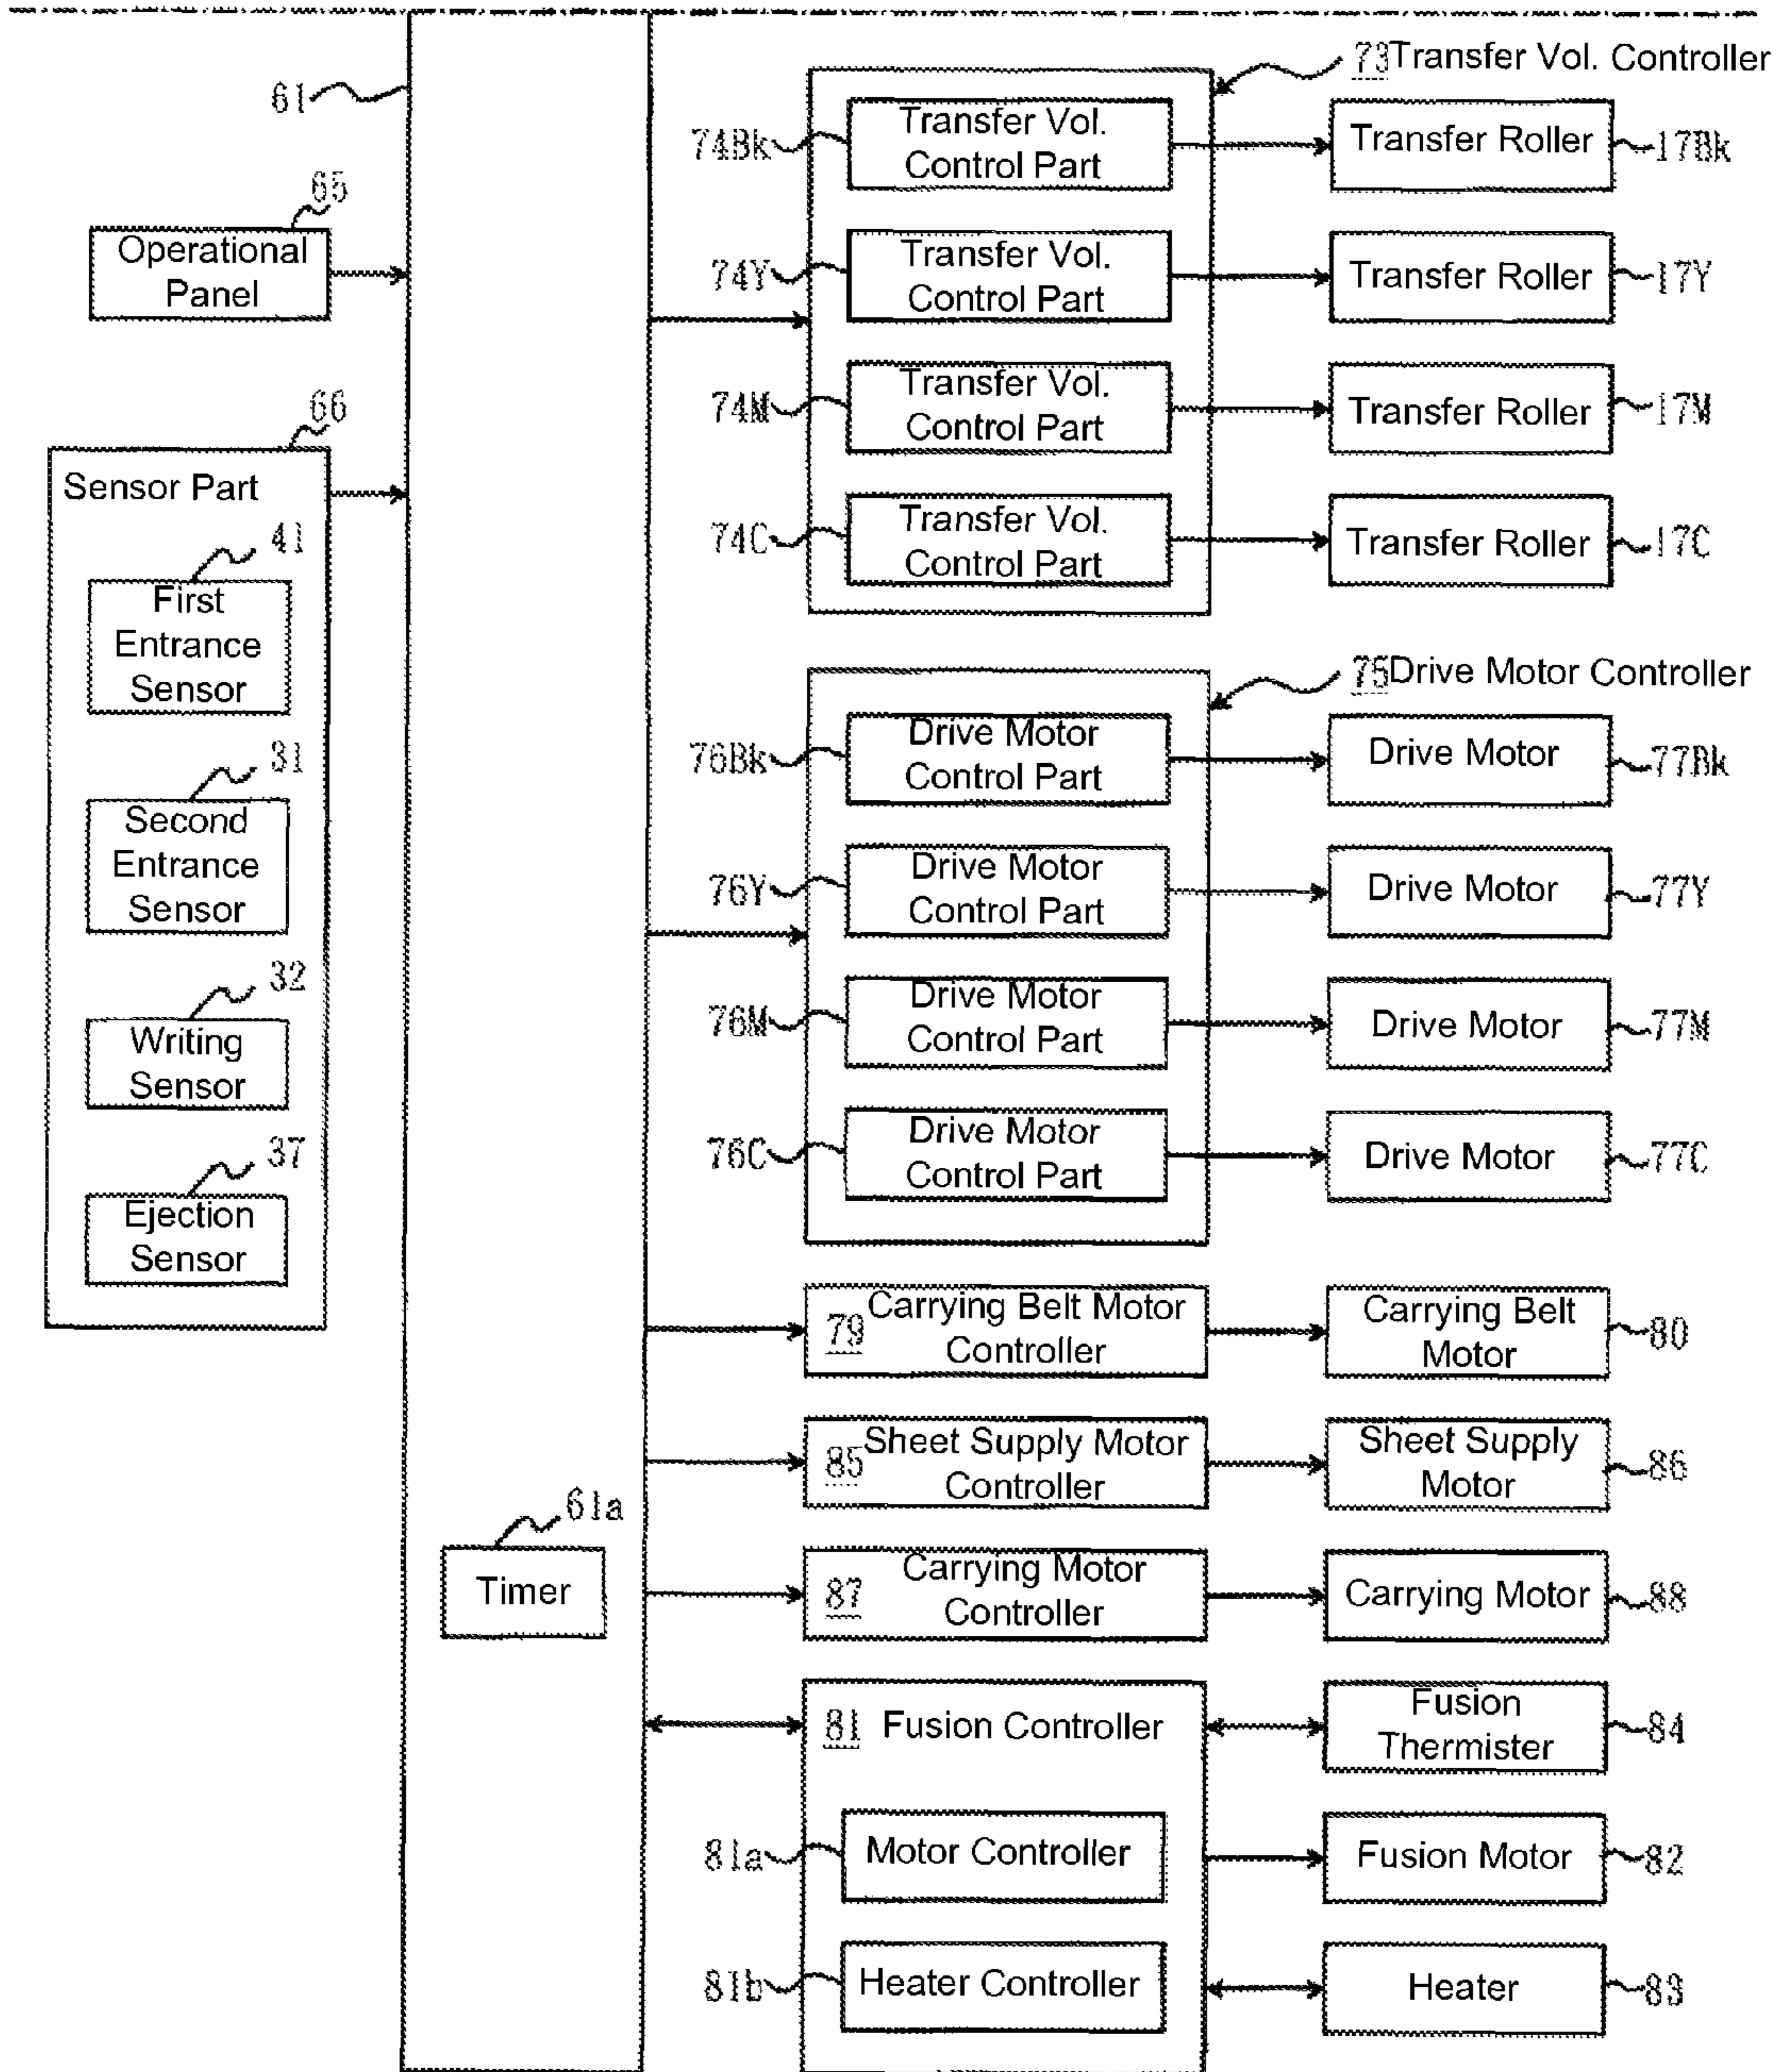 61
65
Operational
Panel
66
Sensor Part
41
First
Entrance
Sensor
31
Second
Entrance
Sensor
32
Writing
Sensor
37
Ejection
Sensor
61a
Timer
73 Transfer Vol. Controller
74Bk
Transfer Vol.
Control Part
Transfer Roller
17Bk
74Y
Transfer Vol.
Control Part
Transfer Roller
17Y
74M
Transfer Vol.
Control Part
Transfer Roller
17M
74C
Transfer Vol.
Control Part
Transfer Roller
17C
75 Drive Motor Controller
76Bk
Drive Motor
Control Part
Drive Motor
77Bk
76Y
Drive Motor
Control Part
Drive Motor
77Y
76M
Drive Motor
Control Part
Drive Motor
77M
76C
Drive Motor
Control Part
Drive Motor
77C
79 Carrying Belt Motor
Controller
Carrying Belt
Motor
80
85 Sheet Supply Motor
Controller
Sheet Supply
Motor
86
87 Carrying Motor
Controller
Carrying Motor
88
81 Fusion Controller
Fusion
Thermister
84
81a
Motor Controller
Fusion Motor
82
81b
Heater Controller
Heater
83